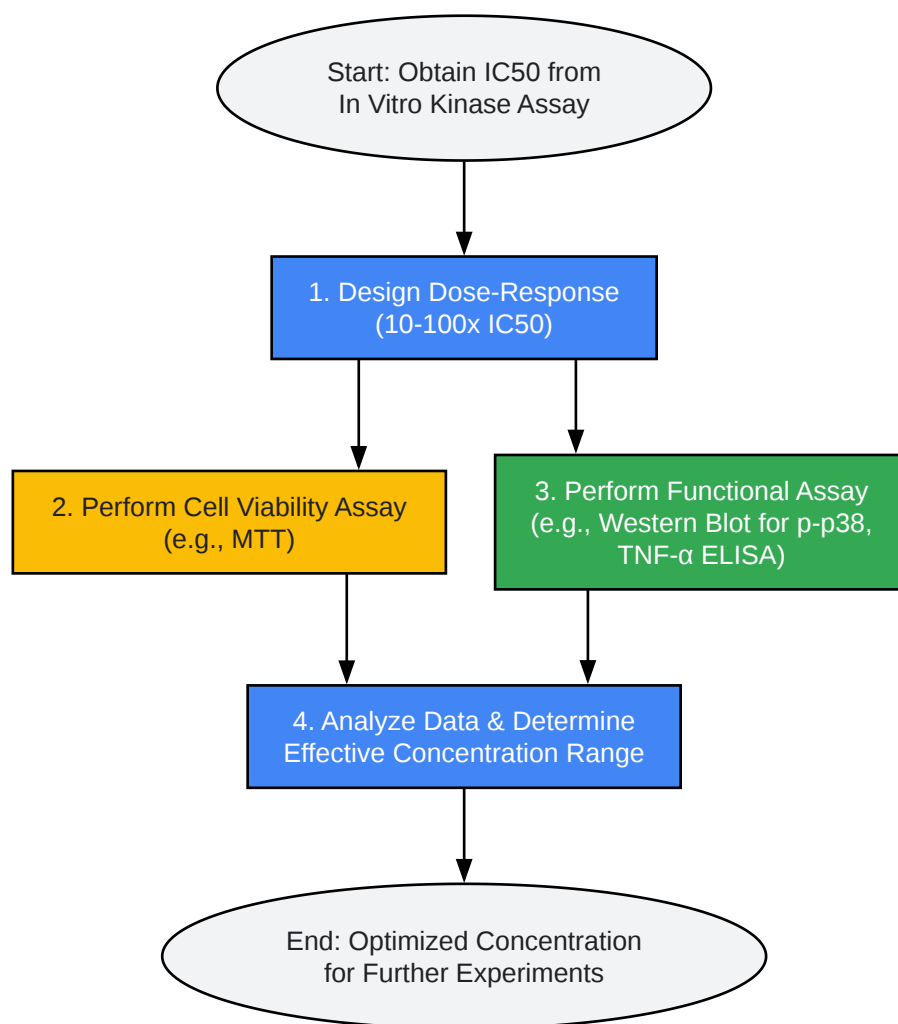 Start: Obtain IC50 from
In Vitro Kinase Assay
1. Design Dose-Response
(10-100x IC50)
2. Perform Cell Viability Assay
(e.g., MTT)
3. Perform Functional Assay
(e.g., Western Blot for p-p38,
TNF-α ELISA)
4. Analyze Data & Determine
Effective Concentration Range
End: Optimized Concentration
for Further Experiments